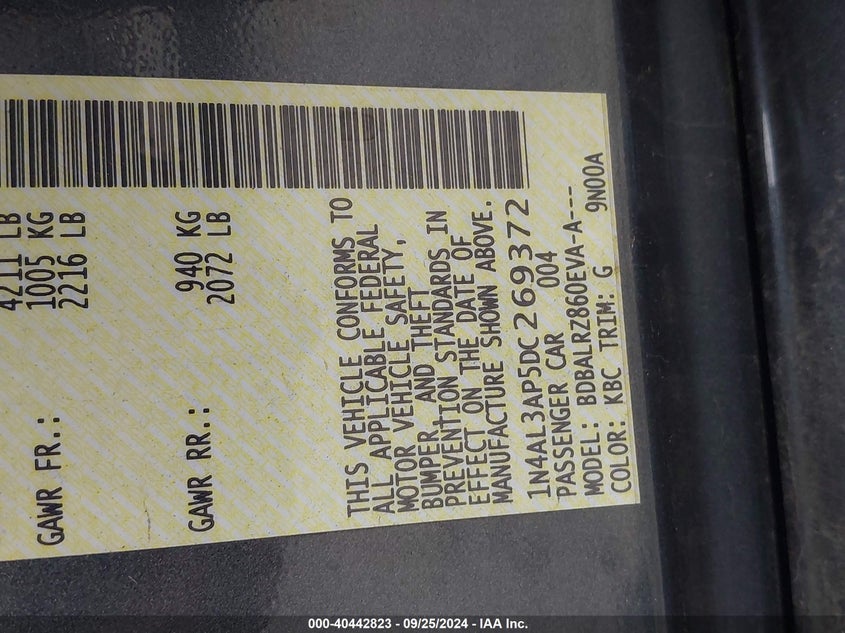 4211 LB
GAWR FR.: 1005 KG
2216 LB
GAWR RR.: 940 KG
2072 LB
THIS VEHICLE CONFORMS TO
ALL APPLICABLE FEDERAL
MOTOR VEHICLE SAFETY,
BUMPER, AND THEFT
PREVENTION STANDARDS IN
EFFECT ON THE DATE OF
MANUFACTURE SHOWN ABOVE.
1N4AL3AP5DC269372
PASSENGER CAR 004
MODEL: BDBALRZ860EVA-A---
COLOR: KBC TRIM: G 9N00A
000-40442823 - 09/25/2024 - IAA Inc.